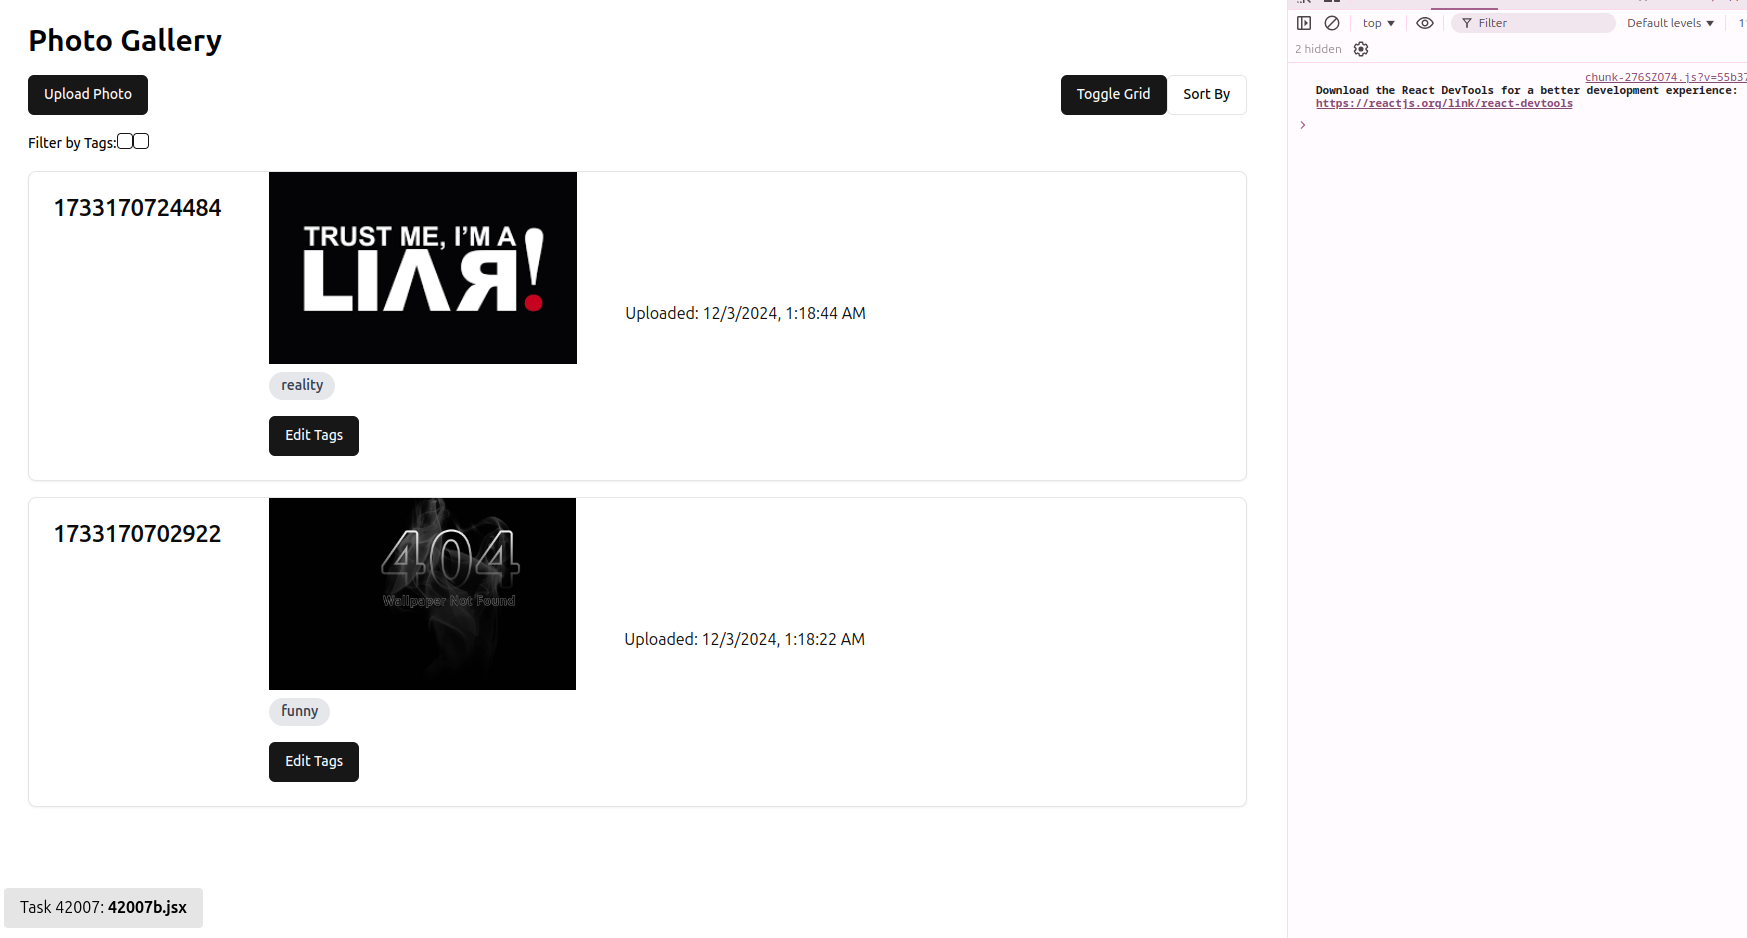 Photo Gallery
Upload Photo
Toggle Grid
Sort By
Filter by Tags:
1733170724484
TRUST ME, I'M A
LIAR!
Uploaded: 12/3/2024, 1:18:44 AM
reality
Edit Tags
1733170702922
404
Wallpaper Not Found
Uploaded: 12/3/2024, 1:18:22 AM
funny
Edit Tags
Task 42007: 42007b.jsx
top
Filter
Default levels
2 hidden
chunk-276SZO74.js?v=55b37
Download the React DevTools for a better development experience:
https://reactjs.org/link/react-devtools